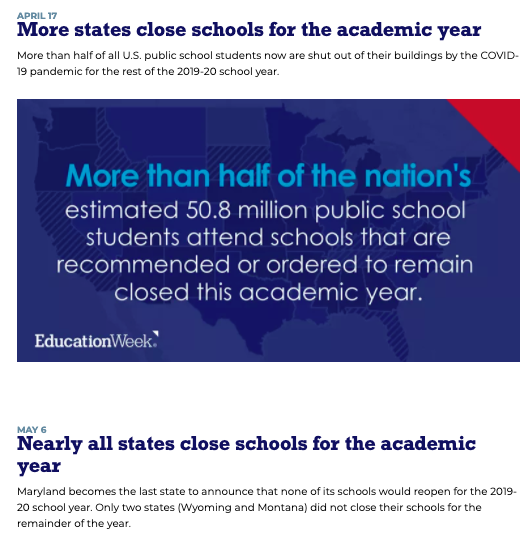 APRIL 17
More states close schools for the academic year
More than half of all U.S. public school students now are shut out of their buildings by the COVID-
19 pandemic for the rest of the 2019-20 school year.
More than half of the nation's
estimated 50.8 million public school
students attend schools that are
recommended or ordered to remain
closed this academic year.
EducationWeek®
MAY 6
Nearly all states close schools for the academic
year
Maryland becomes the last state to announce that none of its schools would reopen for the 2019-
20 school year. Only two states (Wyoming and Montana) did not close their schools for the
remainder of the year.